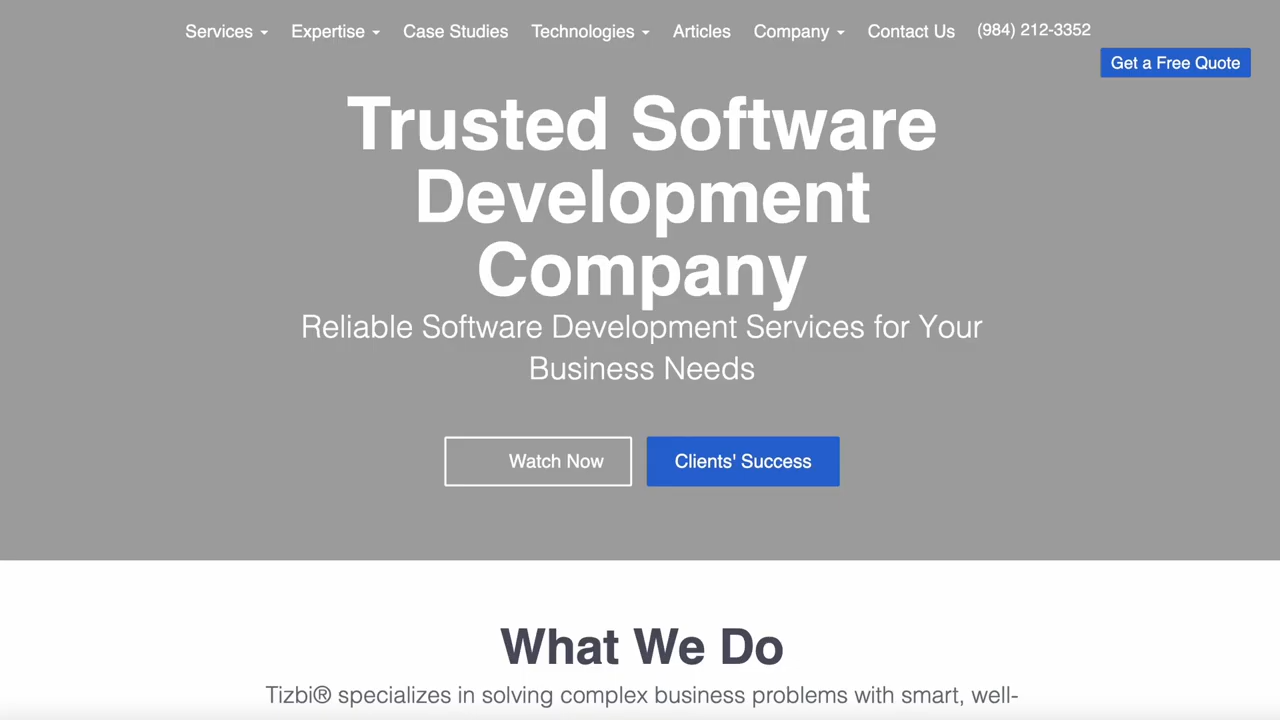 Services Expertise Case Studies Technologies Articles Company Contact Us (984) 212-3352
Get a Free Quote
Trusted Software
Development
Company
Reliable Software Development Services for Your
Business Needs
Watch Now Clients' Success
What We Do
Tizbi® specializes in solving complex business problems with smart, well-